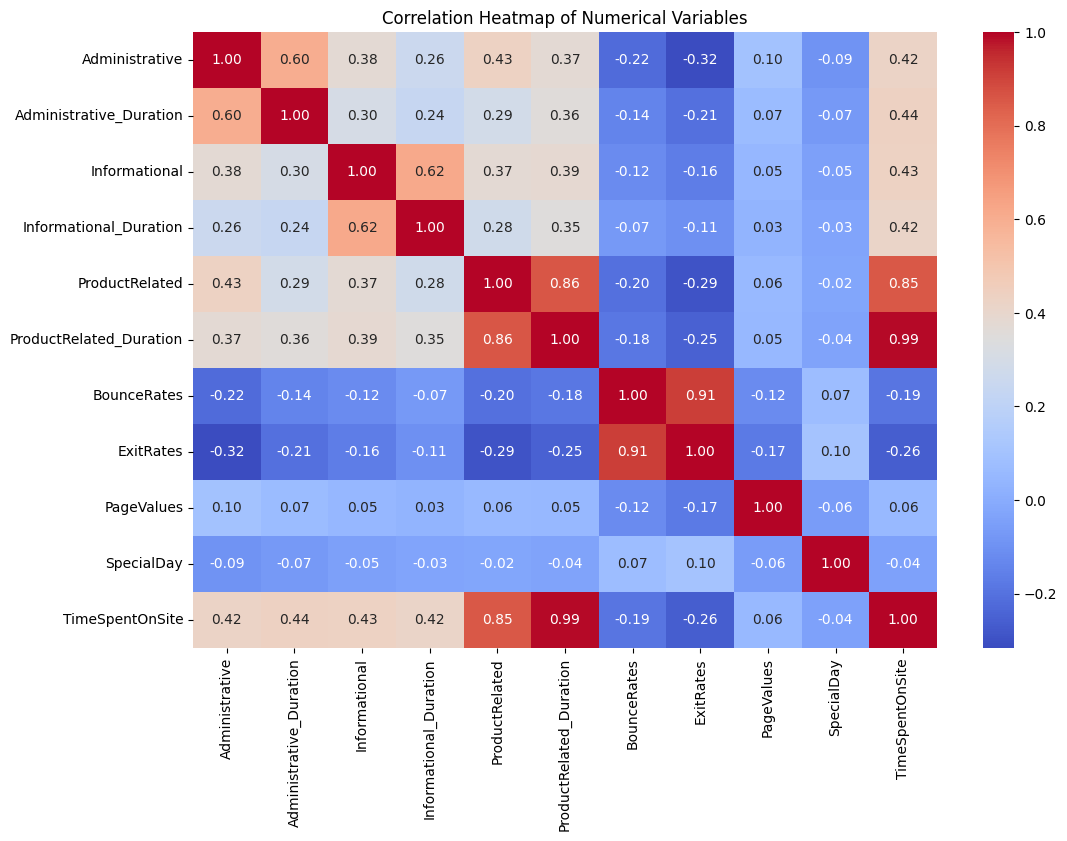 Correlation Heatmap of Numerical Variables
Administrative 1.00 0.60 0.38 0.26 0.43 0.37 -0.22 -0.32 0.10 -0.09 0.42
Administrative_Duration 0.60 1.00 0.30 0.24 0.29 0.36 -0.14 -0.21 0.07 -0.07 0.44
Informational 0.38 0.30 1.00 0.62 0.37 0.39 -0.12 -0.16 0.05 -0.05 0.43
Informational_Duration 0.26 0.24 0.62 1.00 0.28 0.35 -0.07 -0.11 0.03 -0.03 0.42
ProductRelated 0.43 0.29 0.37 0.28 1.00 0.86 -0.20 -0.29 0.06 -0.02 0.85
ProductRelated_Duration 0.37 0.36 0.39 0.35 0.86 1.00 -0.18 -0.25 0.05 -0.04 0.99
BounceRates -0.22 -0.14 -0.12 -0.07 -0.20 -0.18 1.00 0.91 -0.12 0.07 -0.19
ExitRates -0.32 -0.21 -0.16 -0.11 -0.29 -0.25 0.91 1.00 -0.17 0.10 -0.26
PageValues 0.10 0.07 0.05 0.03 0.06 0.05 -0.12 -0.17 1.00 -0.06 0.06
SpecialDay -0.09 -0.07 -0.05 -0.03 -0.02 -0.04 0.07 0.10 -0.06 1.00 -0.04
TimeSpentOnSite 0.42 0.44 0.43 0.42 0.85 0.99 -0.19 -0.26 0.06 -0.04 1.00
Administrative
Administrative_Duration
Informational
Informational_Duration
ProductRelated
ProductRelated_Duration
BounceRates
ExitRates
PageValues
SpecialDay
TimeSpentOnSite
1.0
0.8
0.6
0.4
0.2
0.0
−0.2